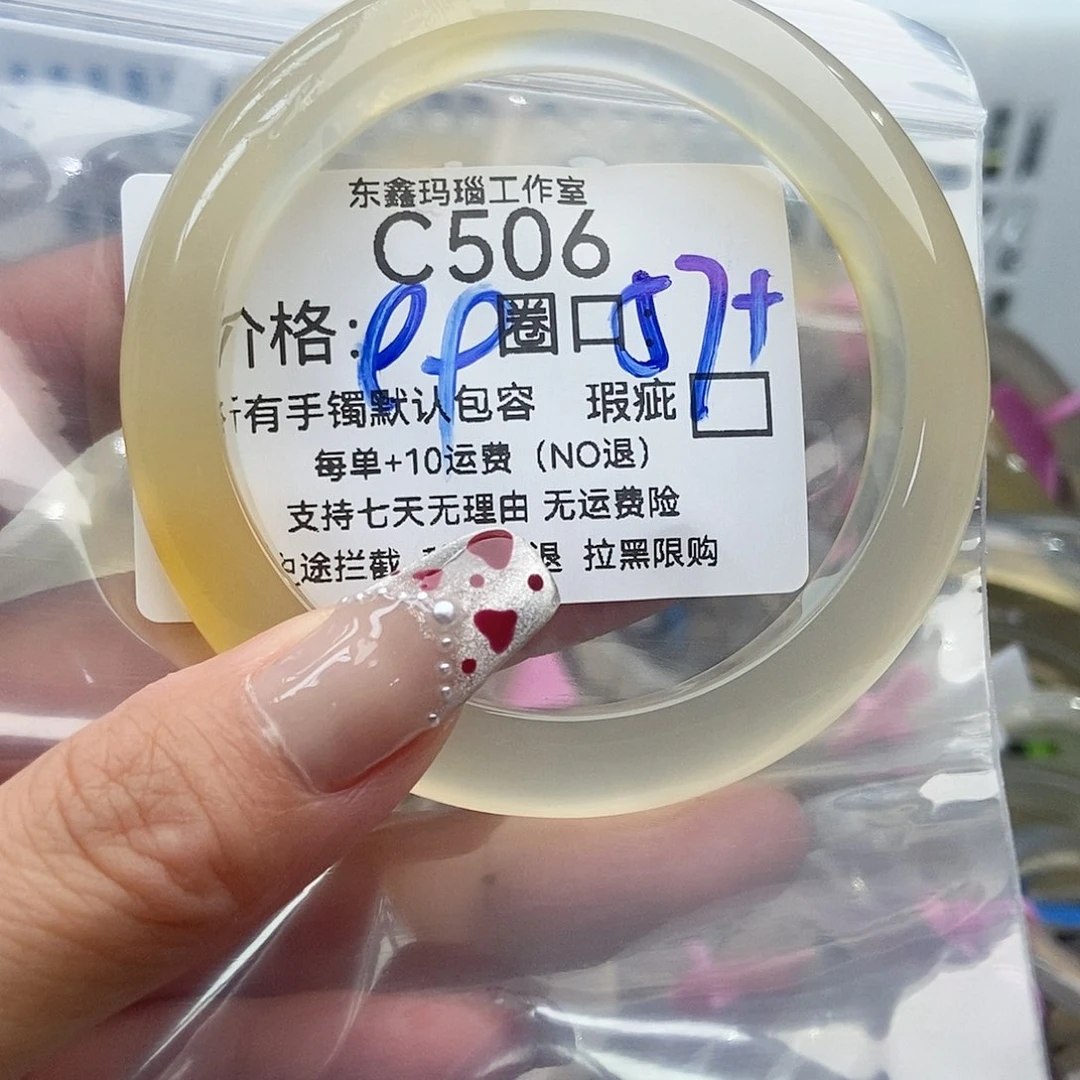 东鑫玛瑙工作室
C506
价格: 圈口: 57+
所有手镯默认包容 瑕疵
每单+10运费（NO退）
支持七天无理由 无运费险
途拦截 退 拉黑限购